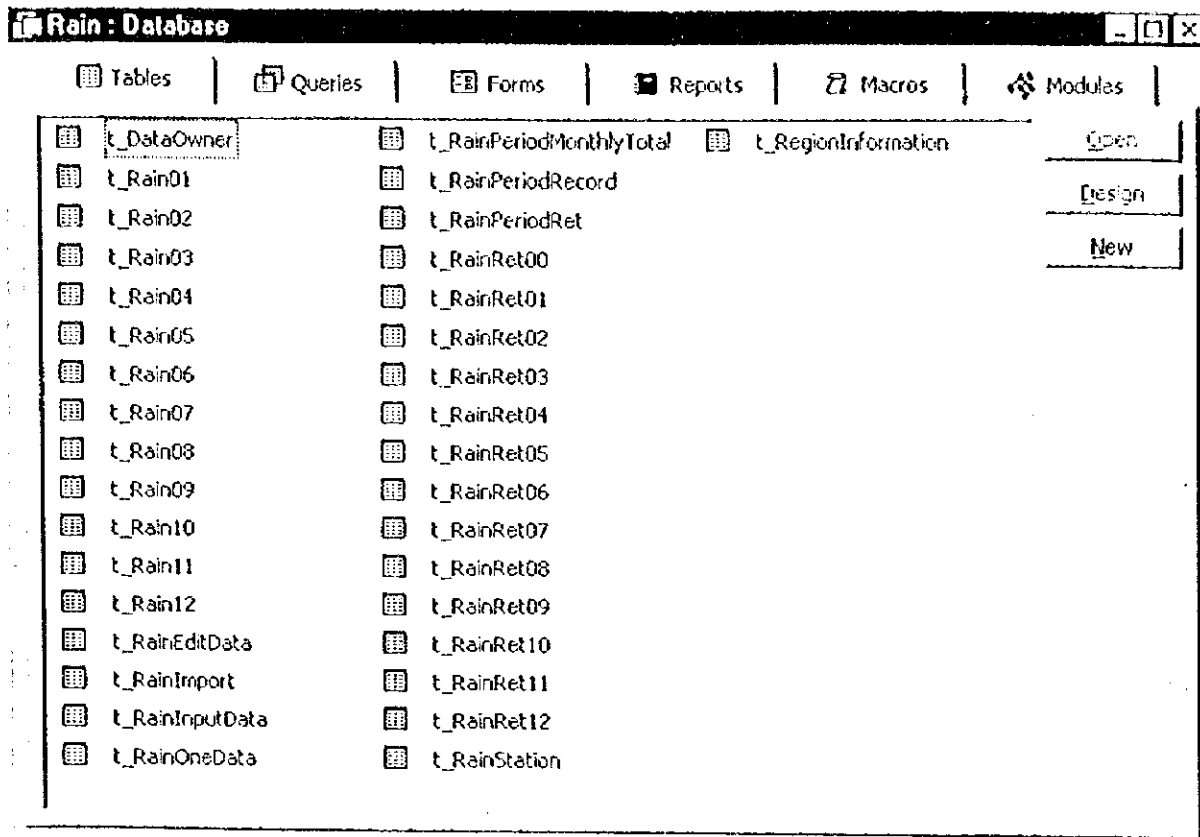 Rain : Database
Tables Queries Forms Reports Macros Modules
t_DataOwner t_RainPeriodMonthlyTotal t_RegionInformation Open
t_Rain01 t_RainPeriodRecord Design
t_Rain02 t_RainPeriodRet
t_Rain03 t_RainRet00 New
t_Rain04 t_RainRet01
t_Rain05 t_RainRet02
t_Rain06 t_RainRet03
t_Rain07 t_RainRet04
t_Rain08 t_RainRet05
t_Rain09 t_RainRet06
t_Rain10 t_RainRet07
t_Rain11 t_RainRet08
t_Rain12 t_RainRet09
t_RainEditData t_RainRet10
t_RainImport t_RainRet11
t_RainInputData t_RainRet12
t_RainOneData t_RainStation